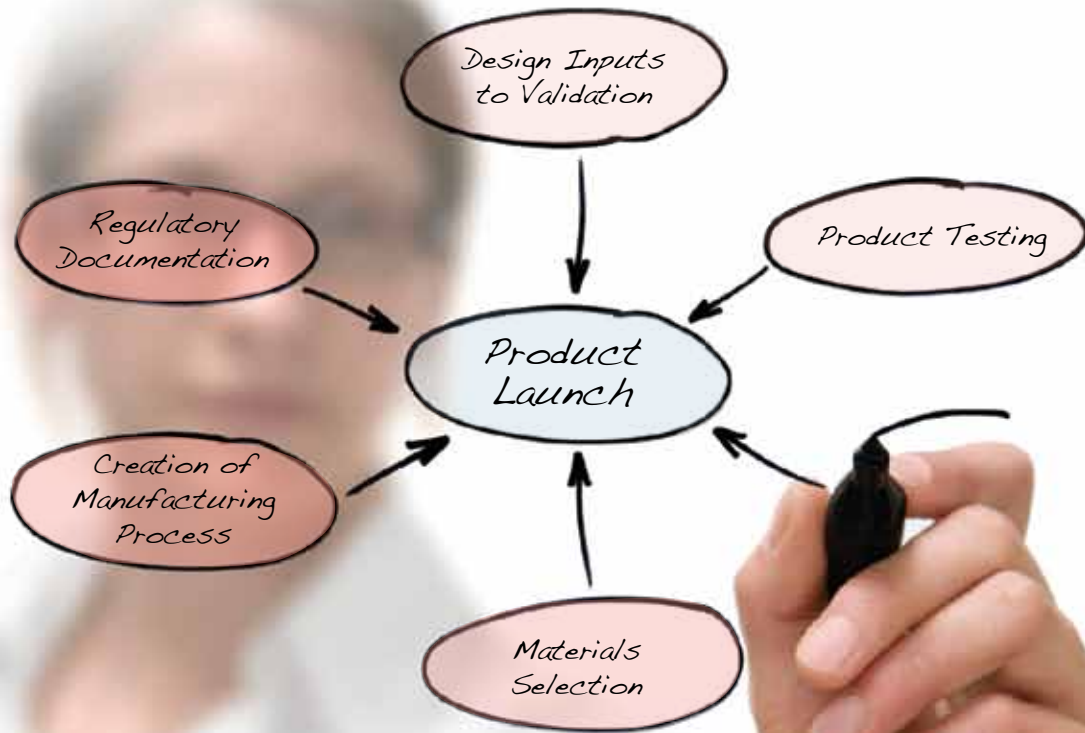 Design Inputs
to Validation
Regulatory
Documentation
Product Testing
Product
Launch
Creation of
Manufacturing
Process
Materials
Selection